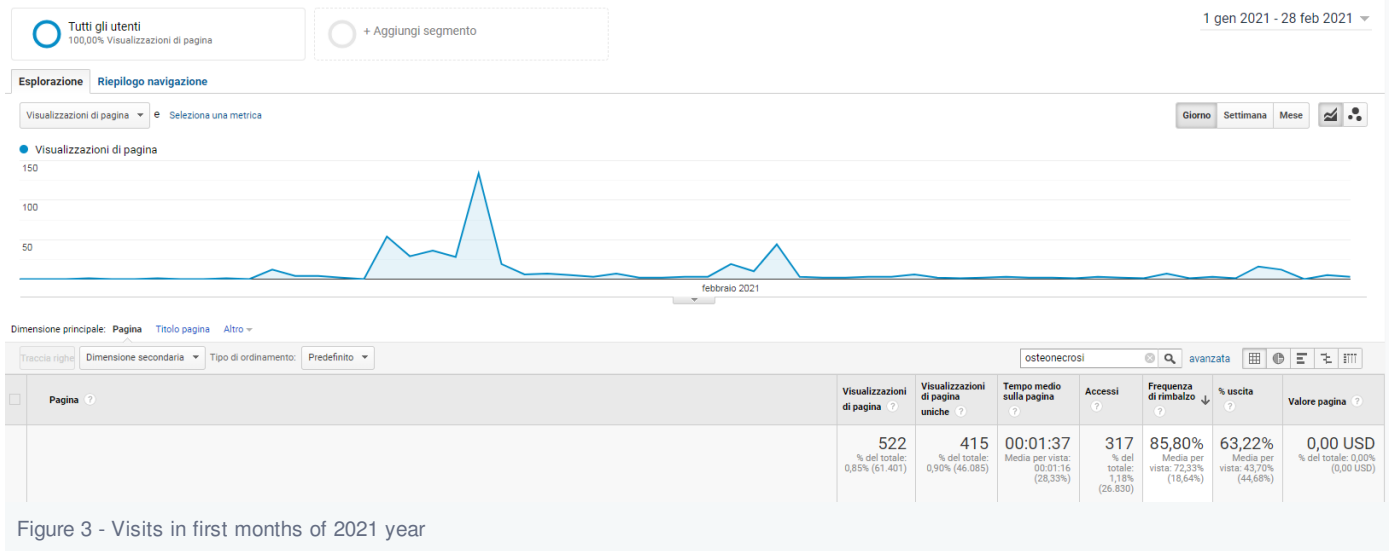 Tutti gli utenti
100,00% Visualizzazioni di pagina
+ Aggiungi segmento
1 gen 2021 - 28 feb 2021
Esplorazione
Riepilogo navigazione
Visualizzazioni di pagina
e
Seleziona una metrica
Giorno
Settimana
Mese
Visualizzazioni di pagina
150
100
50
febbraio 2021
Dimensione principale:
Pagina
Titolo pagina
Altro
Traccia righe
Dimensione secondaria
Tipo di ordinamento:
Predefinito
osteonecrosi
avanzata
Pagina ?
Visualizzazioni
di pagina ?
Visualizzazioni
di pagina
uniche ?
Tempo medio
sulla pagina
?
Accessi
?
Frequenza
di rimbalzo
?
% uscita
?
Valore pagina ?
522
% del totale:
0,85% (61.401)
415
% del totale:
0,90% (46.085)
00:01:37
Media per vista:
00:01:16
(28,33%)
317
% del
totale:
1,18%
(26.830)
85,80%
Media per
vista: 72,33%
(18,64%)
63,22%
Media per
vista: 43,70%
(44,68%)
0,00 USD
% del totale: 0,00%
(0,00 USD)
Figure 3 - Visits in first months of 2021 year